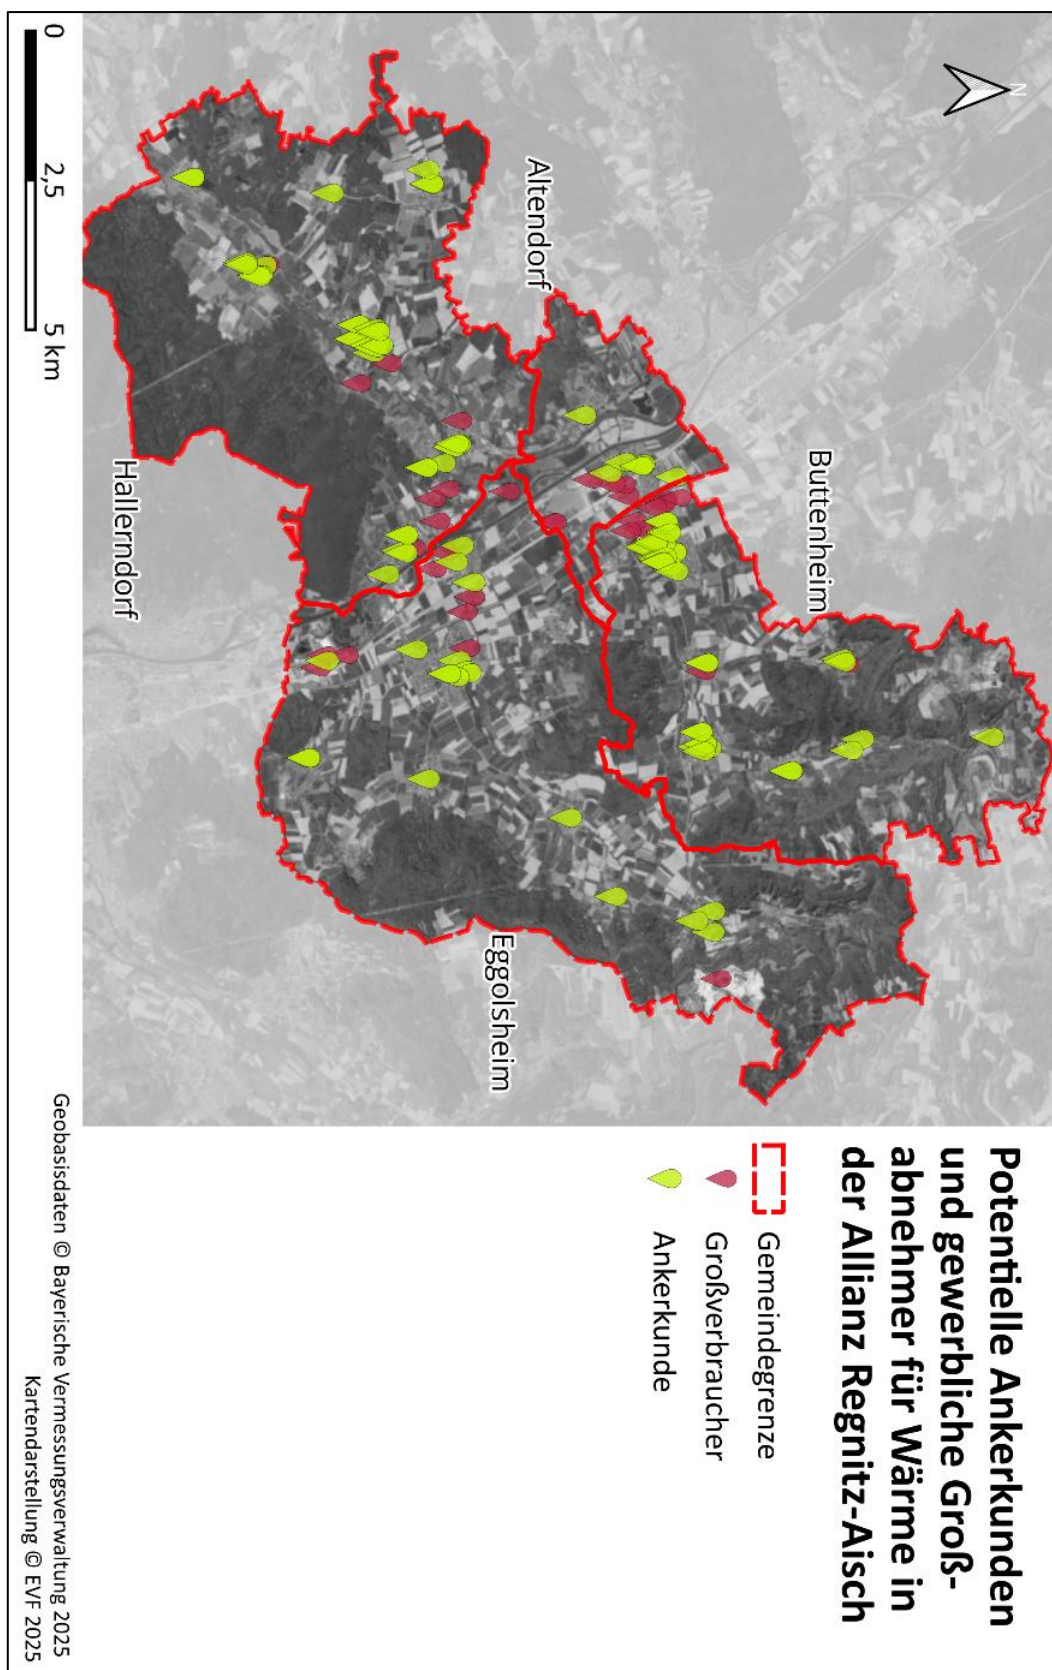 Potentielle Ankerkunden
und gewerbliche Groß-
abnehmer für Wärme in
der Allianz Regnitz-Aisch
Gemeindegrenze
Großverbraucher
Ankerkunde
N
Buttenheim
Altendorf
Eggolsheim
Hallerndorf
0 2,5 5 km
Geobasisdaten © Bayerische Vermessungsverwaltung 2025
Kartendarstellung © EVF 2025